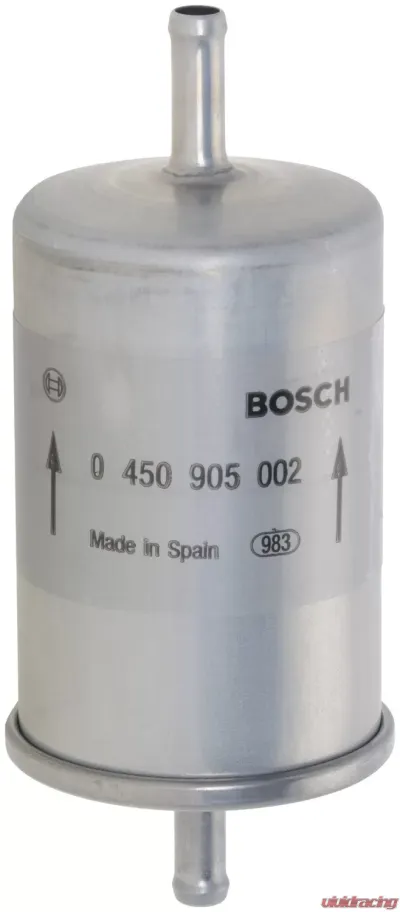 BOSCH
0 450 905 002
Made in Spain 983
vividracing